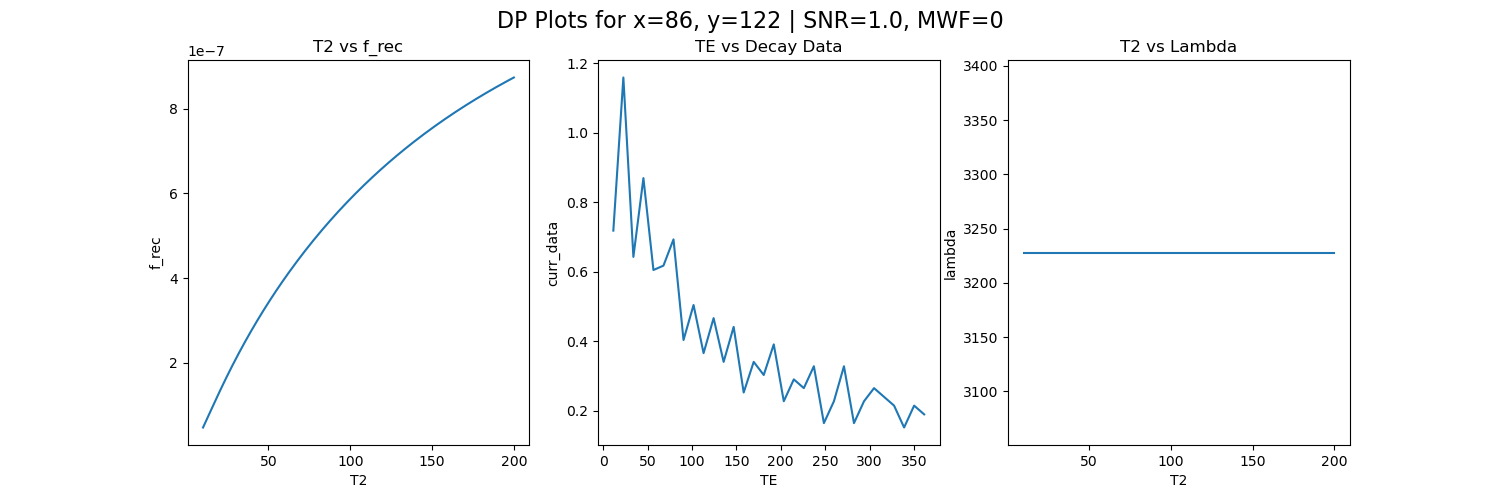 DP Plots for x=86, y=122 | SNR=1.0, MWF=0
T2 vs f_rec
1e−7
8
6
4
2
f_rec
50 100 150 200
T2
TE vs Decay Data
1.2
1.0
0.8
0.6
0.4
0.2
curr_data
0 50 100 150 200 250 300 350
TE
T2 vs Lambda
3400
3350
3300
3250
3200
3150
3100
lambda
50 100 150 200
T2